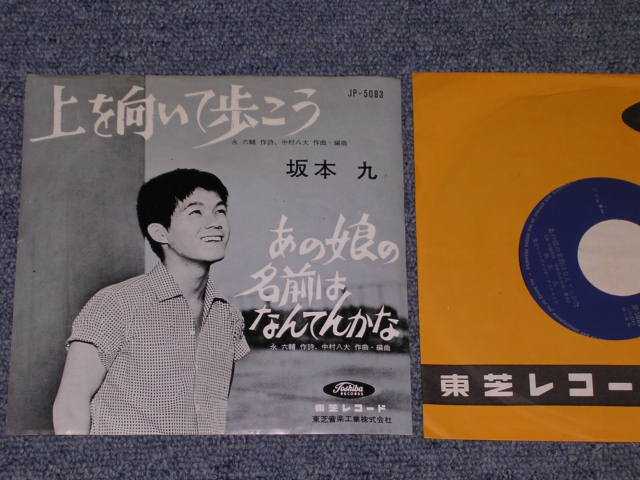 上を向いて歩こう
JP-5083
永 六輔 作詩、中村八大 作曲・編曲
坂本 九
あの娘の
名前は
なんてんかな
永 六輔 作詩、中村八大 作曲・編曲
Toshiba
RECORDS
東芝レコード
東芝音楽工業株式会社
東芝レコー